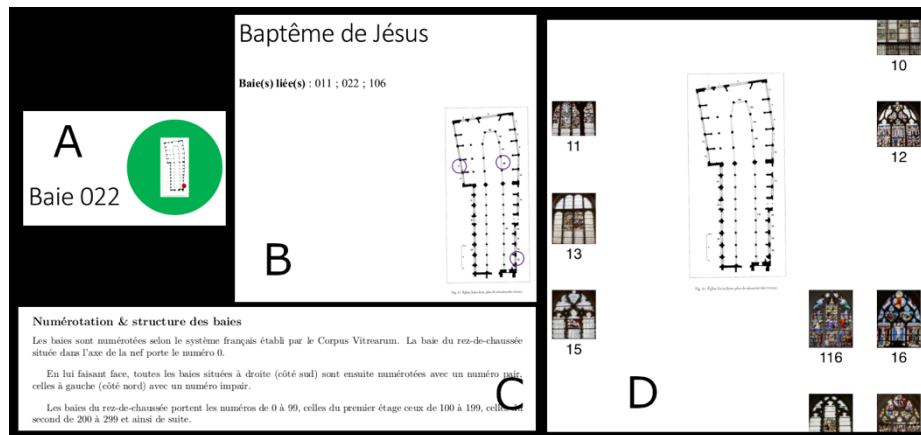 A
Baie 022
Baptême de Jésus
Baie(s) liée(s) : 011 ; 022 ; 106
B
Numérotation & structure des baies
Les baies sont numérotées selon le système français établi par le Corpus Vitrearum. La baie du rez-de-chaussée
située dans l'axe de la nef porte le numéro 0.
En lui faisant face, toutes les baies situées à droite (côté sud) sont ensuite numérotées avec un numéro pair,
celles à gauche (côté nord) avec un numéro impair.
Les baies du rez-de-chaussée portent les numéros de 0 à 99, celles du premier étage ceux de 100 à 199, celles du
second de 200 à 299 et ainsi de suite.
C
10
11
12
13
15
116
16
D